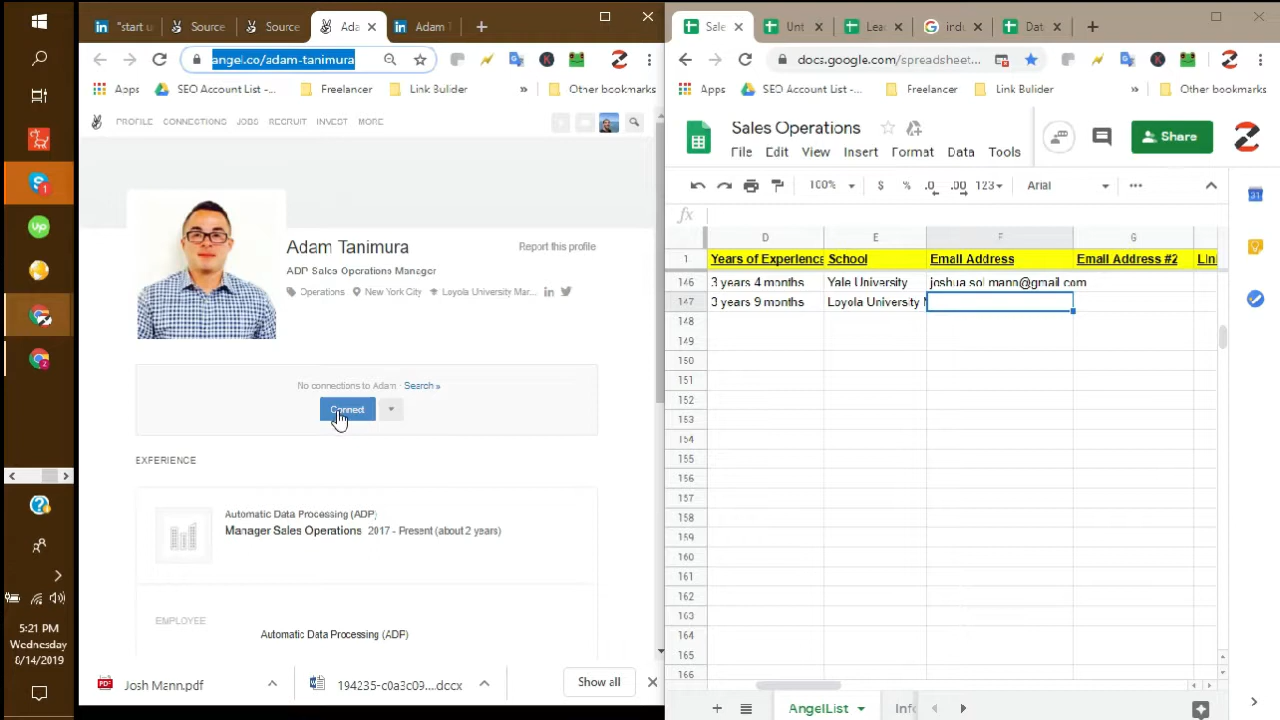 "start u
Source
Source
Ada
Adam T
angel.co/adam-tanimura
Apps
SEO Account List -...
Freelancer
Link Builder
»
Other bookmarks
PROFILE CONNECTIONS JOBS RECRUIT INVEST MORE
Adam Tanimura
Report this profile
ADP Sales Operations Manager
Operations New York City Loyola University Mar...
No connections to Adam · Search »
Connect
EXPERIENCE
Automatic Data Processing (ADP)
Manager Sales Operations 2017 - Present (about 2 years)
EMPLOYEE
Automatic Data Processing (ADP)
Josh Mann.pdf
Show all
5:21 PM
Wednesday
8/14/2019
Sale
Unt
Lea
indi
Dat
docs.google.com/spreadsheet...
Apps
SEO Account List -...
Freelancer
Link Builder
»
Other bookmarks
Sales Operations
Share
File Edit View Insert Format Data Tools
100% $ % .0 .00 123 Arial
fx
D E F G
1 Years of Experience School Email Address Email Address #2
146 3 years 4 months Yale University joshua.sol.mann@gmail.com
147 3 years 9 months Loyola University M
148
149
150
151
152
153
154
155
156
157
158
159
160
161
162
163
164
165
166
AngelList
Info